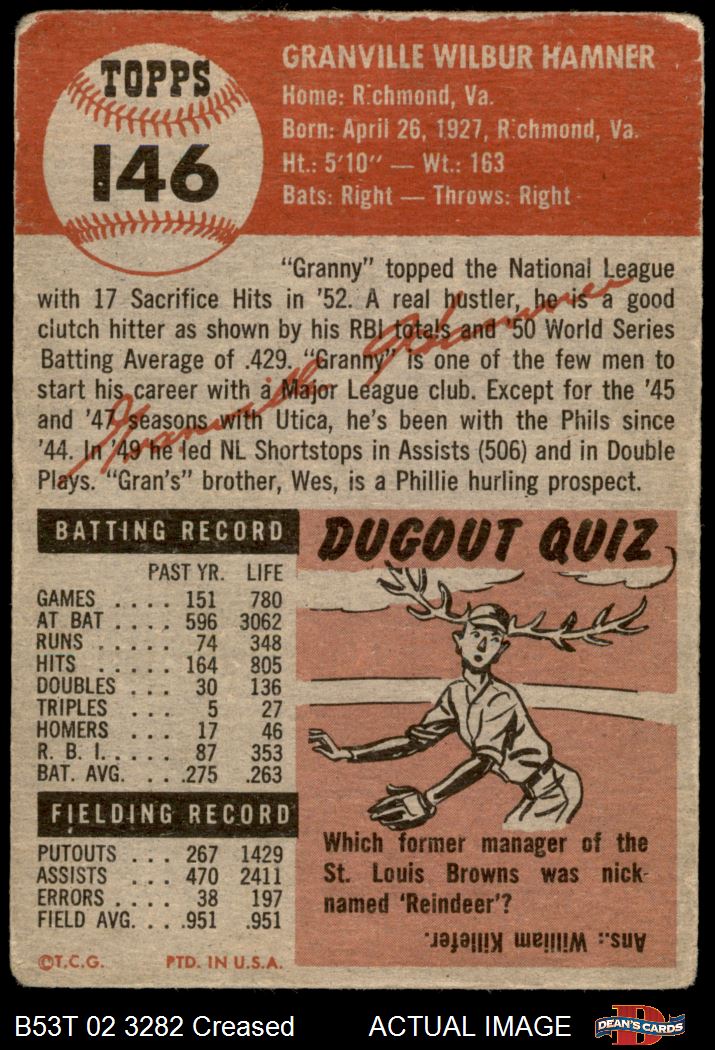 TOPPS
146
GRANVILLE WILBUR HAMNER
Home: Richmond, Va.
Born: April 26, 1927, Richmond, Va.
Ht.: 5'10" — Wt.: 163
Bats: Right — Throws: Right
"Granny" topped the National League
with 17 Sacrifice Hits in '52. A real hustler, he is a good
clutch hitter as shown by his RBI totals and '50 World Series
Batting Average of .429. "Granny" is one of the few men to
start his career with a Major League club. Except for the '45
and '47 seasons with Utica, he's been with the Phils since
'44. In '49 he led NL Shortstops in Assists (506) and in Double
Plays. "Gran's" brother, Wes, is a Phillie hurling prospect.
Granville Hamner
BATTING RECORD
PAST YR. LIFE
GAMES .... 151 780
AT BAT .... 596 3062
RUNS ..... 74 348
HITS ..... 164 805
DOUBLES ... 30 136
TRIPLES ... 5 27
HOMERS ... 17 46
R. B. I. .... 87 353
BAT. AVG. ... .275 .263
FIELDING RECORD
PUTOUTS ... 267 1429
ASSISTS ... 470 2411
ERRORS .... 38 197
FIELD AVG. .. .951 .951
©T.C.G. PTD. IN U.S.A.
DUGOUT QUIZ
Which former manager of the
St. Louis Browns was nick-
named 'Reindeer'?
Ans.: William Killefer.
B53T 02 3282 Creased ACTUAL IMAGE
D
DEAN'S CARDS